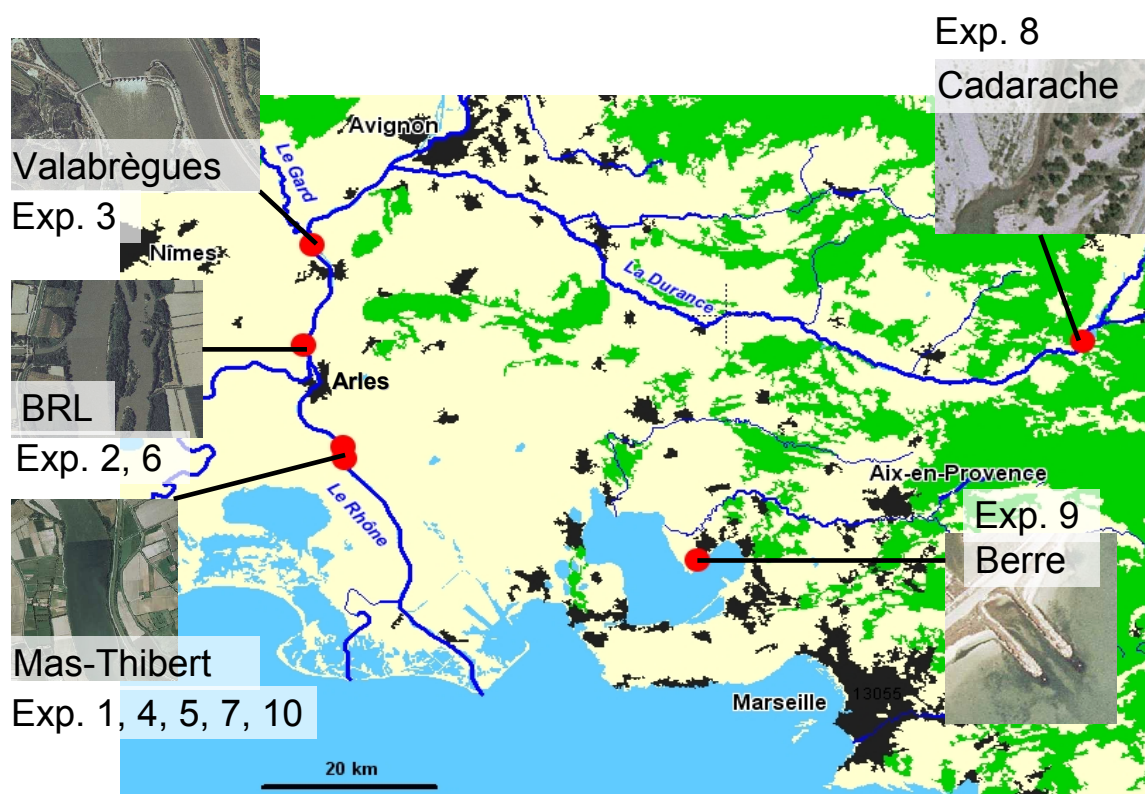 Exp. 8
Cadarache
Avignon
Le Gard
Valabrègues
Exp. 3
Nîmes
La Durance
Arles
BRL
Exp. 2, 6
Aix-en-Provence
Le Rhône
Exp. 9
Berre
Mas-Thibert
Exp. 1, 4, 5, 7, 10
Marseille
13055
20 km